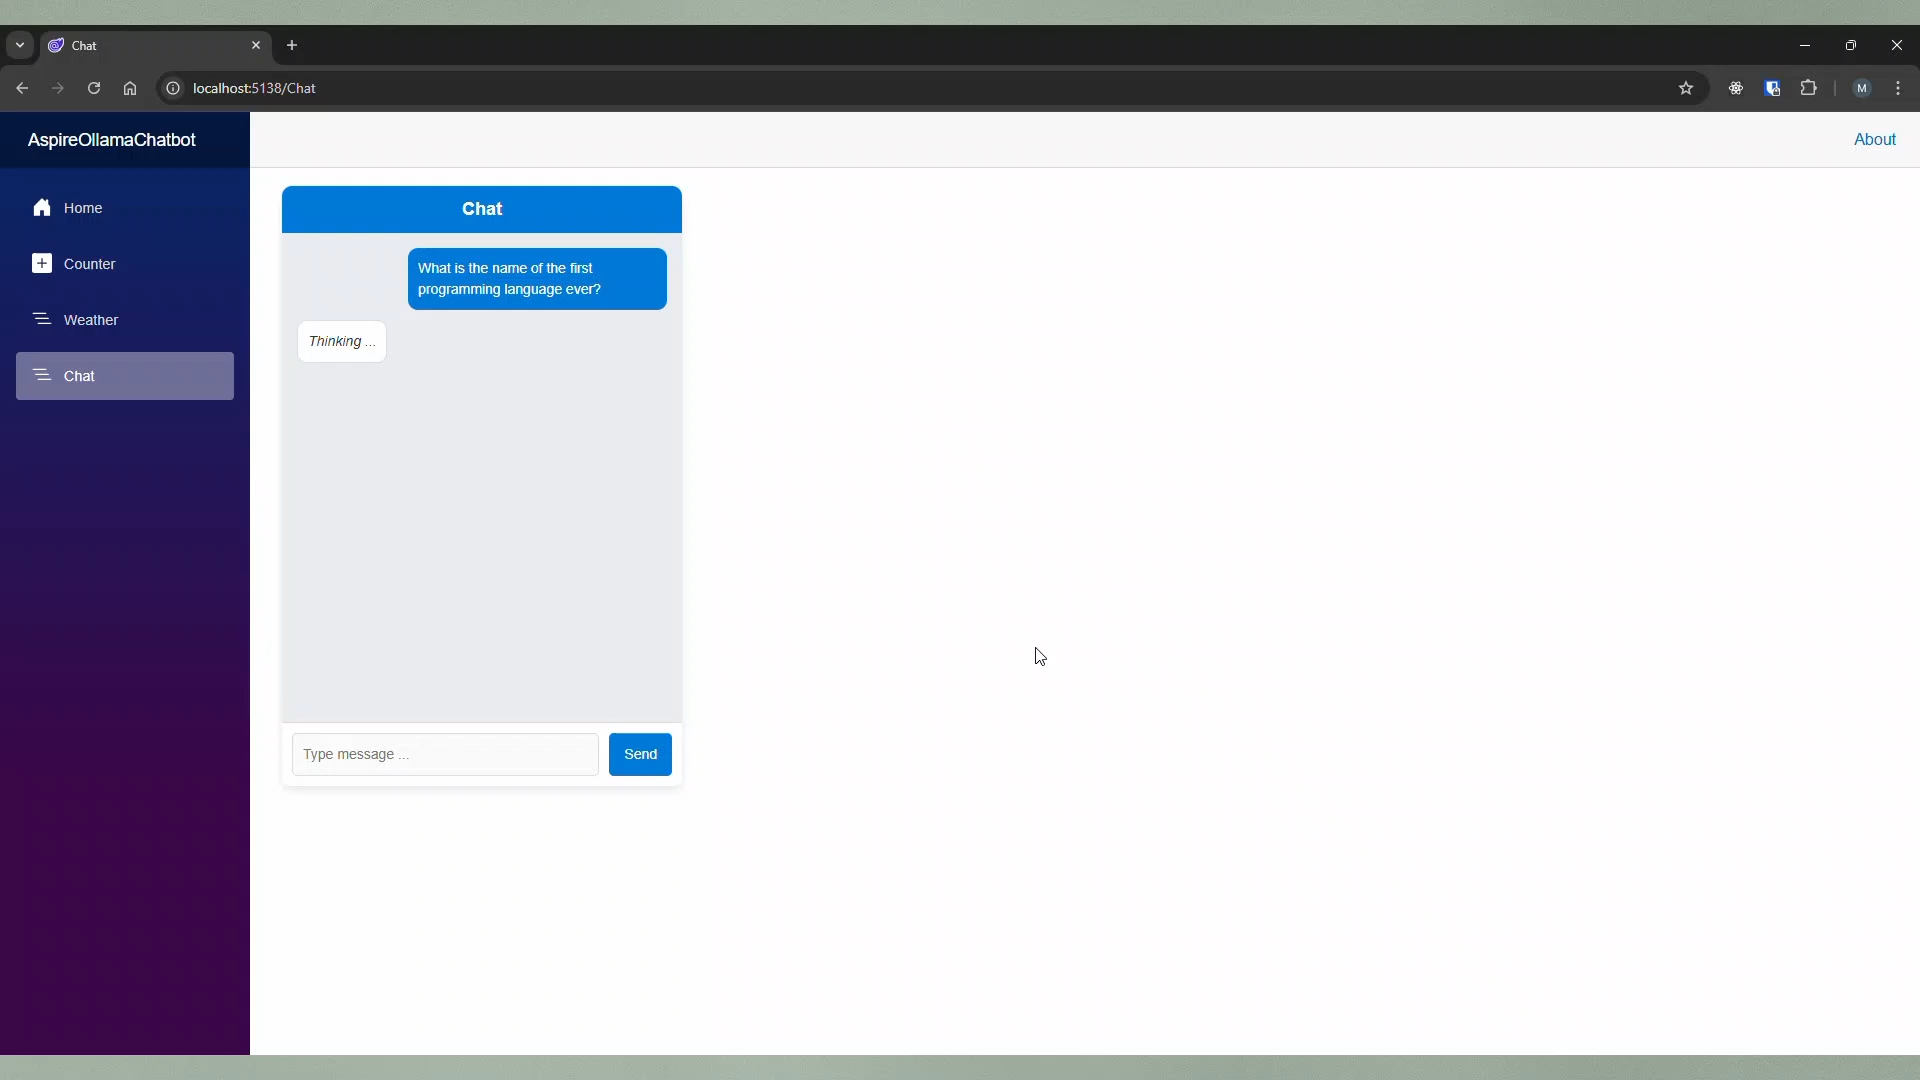 Chat
localhost:5138/Chat
M
AspireOllamaChatbot
About
Home
Counter
Weather
Chat
Chat
What is the name of the first
programming language ever?
Thinking ...
Type message ...
Send